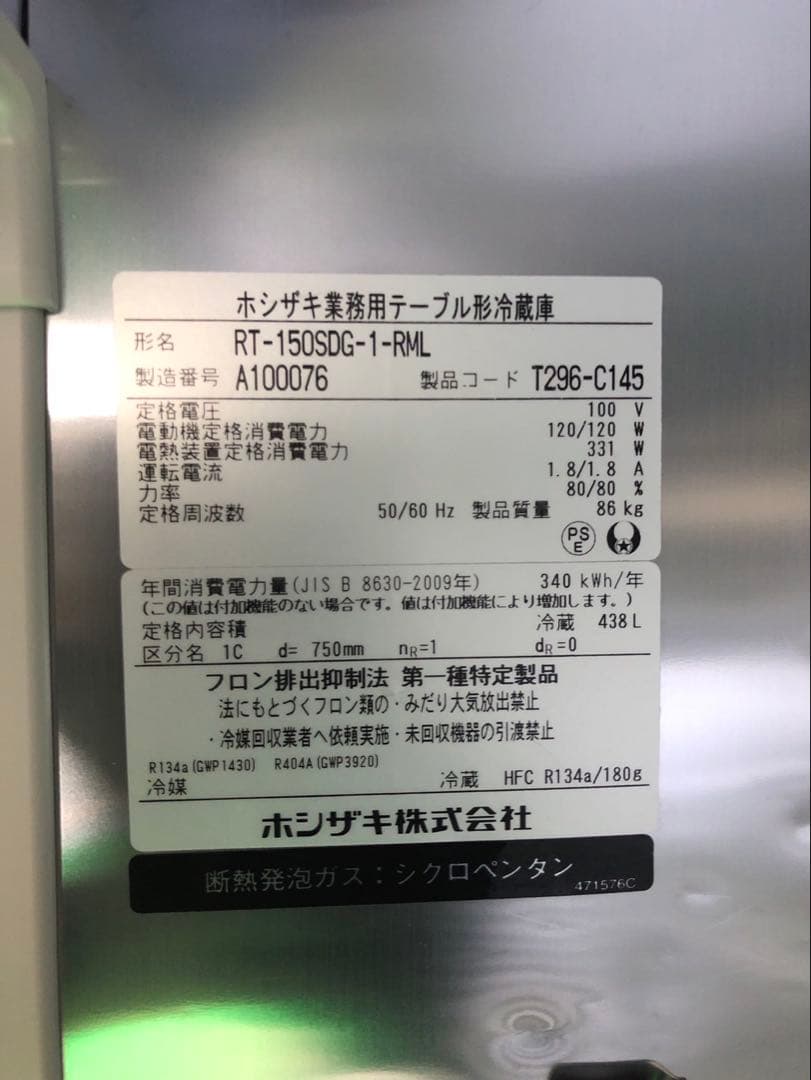 ホシザキ業務用テーブル形冷蔵庫
形名 RT-150SDG-1-RML
製造番号 A100076 製品コード T296-C145
定格電圧 100 V
電動機定格消費電力 120/120 W
電熱装置定格消費電力 331 W
運転電流 1.8/1.8 A
力率 80/80 %
定格周波数 50/60 Hz 製品質量 86 kg
PS
E
年間消費電力量(JIS B 8630-2009年) 340 kWh/年
(この値は付加機能のない場合です。値は付加機能により増加します。)
定格内容積 冷蔵 438 L
区分名 1C d= 750mm nR=1 dR=0
フロン排出抑制法 第一種特定製品
法にもとづくフロン類の・みだり大気放出禁止
・冷媒回収業者へ依頼実施・未回収機器の引渡禁止
R134a(GWP1430) R404A(GWP3920)
冷媒 冷蔵 HFC R134a/180g
ホシザキ株式会社
断熱発泡ガス:シクロペンタン
471576C